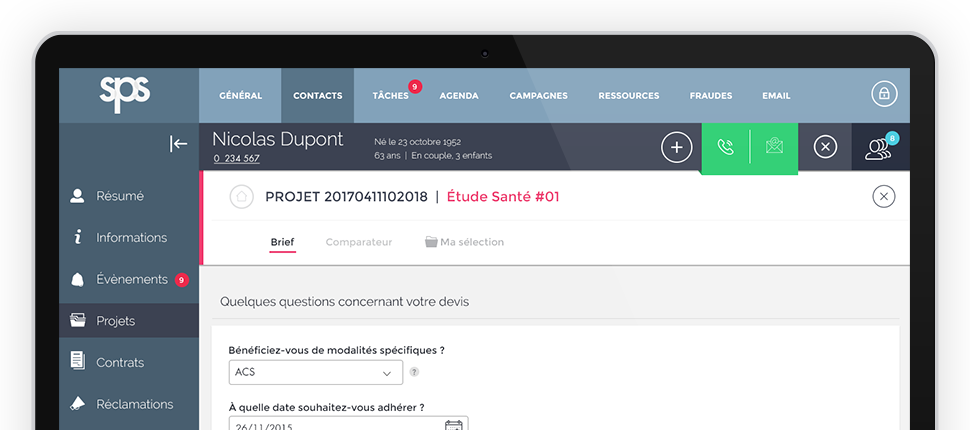 sps
GÉNÉRAL
CONTACTS
TÂCHES
9
AGENDA
CAMPAGNES
RESSOURCES
FRAUDES
EMAIL
Nicolas Dupont
0 234 567
Né le 23 octobre 1952
63 ans | En couple, 3 enfants
8
Résumé
Informations
Évènements 9
Projets
Contrats
Réclamations
PROJET 20170411102018 | Étude Santé #01
Brief
Comparateur
Ma sélection
Quelques questions concernant votre devis
Bénéficiez-vous de modalités spécifiques ?
ACS
?
À quelle date souhaitez-vous adhérer ?
26/11/2015